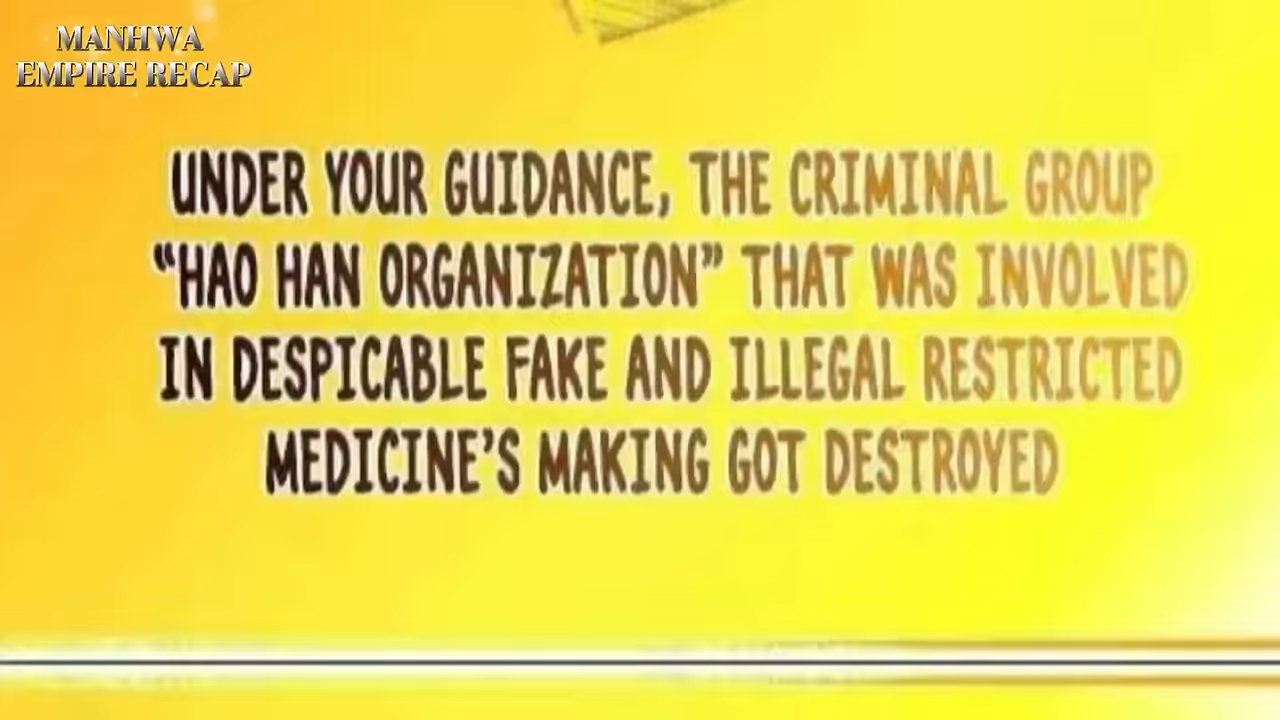 MANHWA
EMPIRE RECAP
UNDER YOUR GUIDANCE, THE CRIMINAL GROUP
“HAO HAN ORGANIZATION” THAT WAS INVOLVED
IN DESPICABLE FAKE AND ILLEGAL RESTRICTED
MEDICINE’S MAKING GOT DESTROYED